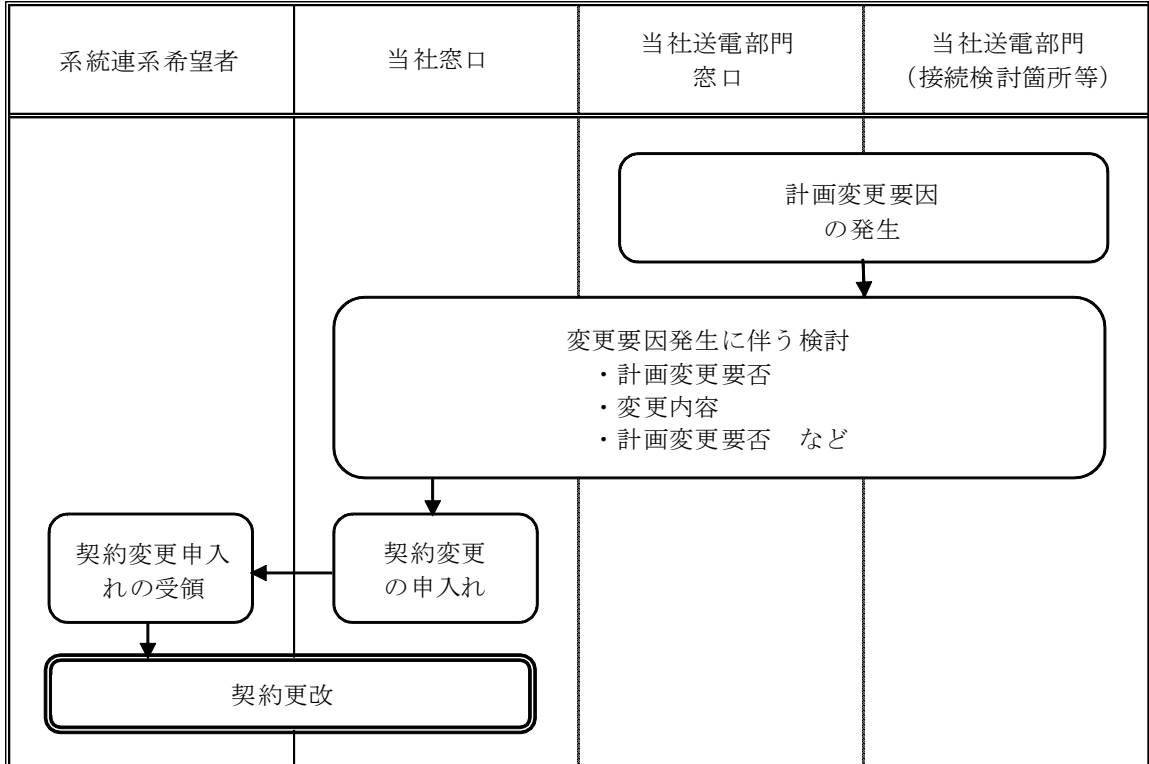 系統連系希望者
当社窓口
当社送電部門
窓口
当社送電部門
（接続検討箇所等）
計画変更要因
の発生
変更要因発生に伴う検討
・計画変更要否
・変更内容
・計画変更要否　など
契約変更申入
れの受領
契約変更
の申入れ
契約更改